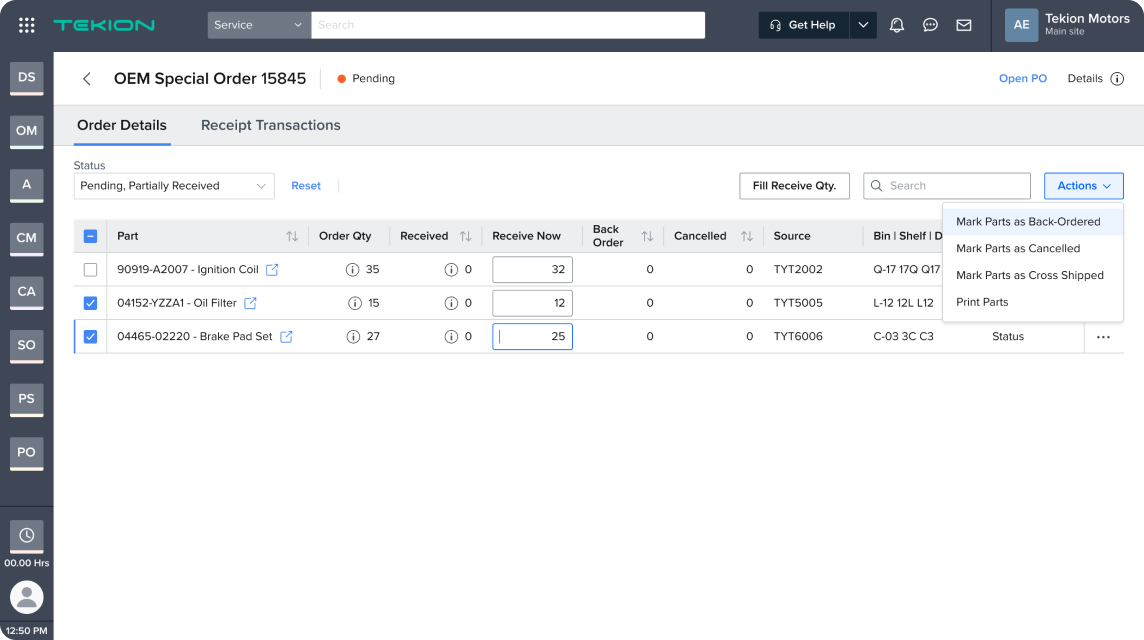 TEKION
Service
Search
Get Help
AE
Tekion Motors
Main site
DS
OM
A
CM
CA
SO
PS
PO
00.00 Hrs
12:50 PM
OEM Special Order 15845
Pending
Open PO
Details
Order Details
Receipt Transactions
Status
Pending, Partially Received
Reset
Fill Receive Qty.
Search
Actions
Mark Parts as Back-Ordered
Mark Parts as Cancelled
Mark Parts as Cross Shipped
Print Parts
Part Order Qty Received Receive Now Back Order Cancelled Source Bin | Shelf | D
90919-A2007 - Ignition Coil 35 0 32 0 0 TYT2002 Q-17 17Q Q17
04152-YZZA1 - Oil Filter 15 0 12 0 0 TYT5005 L-12 12L L12
04465-02220 - Brake Pad Set 27 0 25 0 0 TYT6006 C-03 3C C3 Status